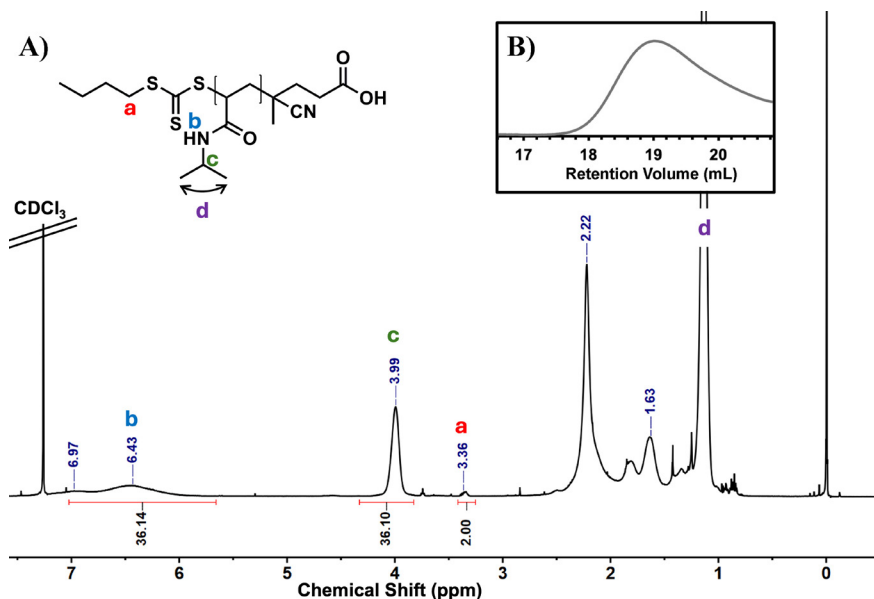 A)
B)
O
S
S
OH
a
b
CN
S
HN
O
c
d
17
18
19
20
Retention Volume (mL)
CDCl3
2.22
d
c
3.99
1.63
b
a
6.97
6.43
3.36
36.14
36.10
2.00
7
6
5
4
3
2
1
0
Chemical Shift (ppm)